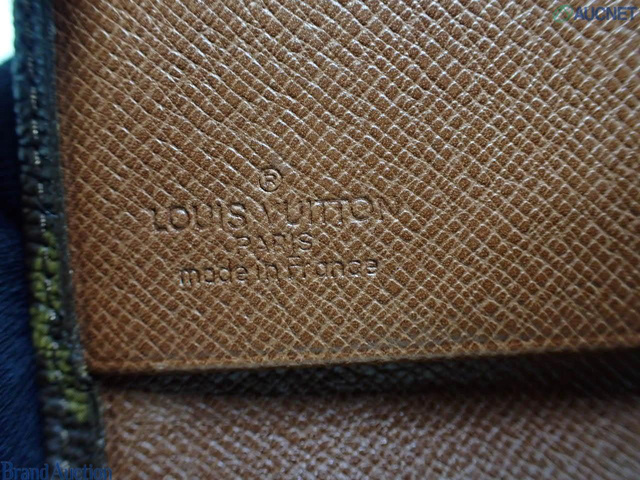 AUCNET
®
LOUIS VUITTON
PARIS
made in France
Brand Auction